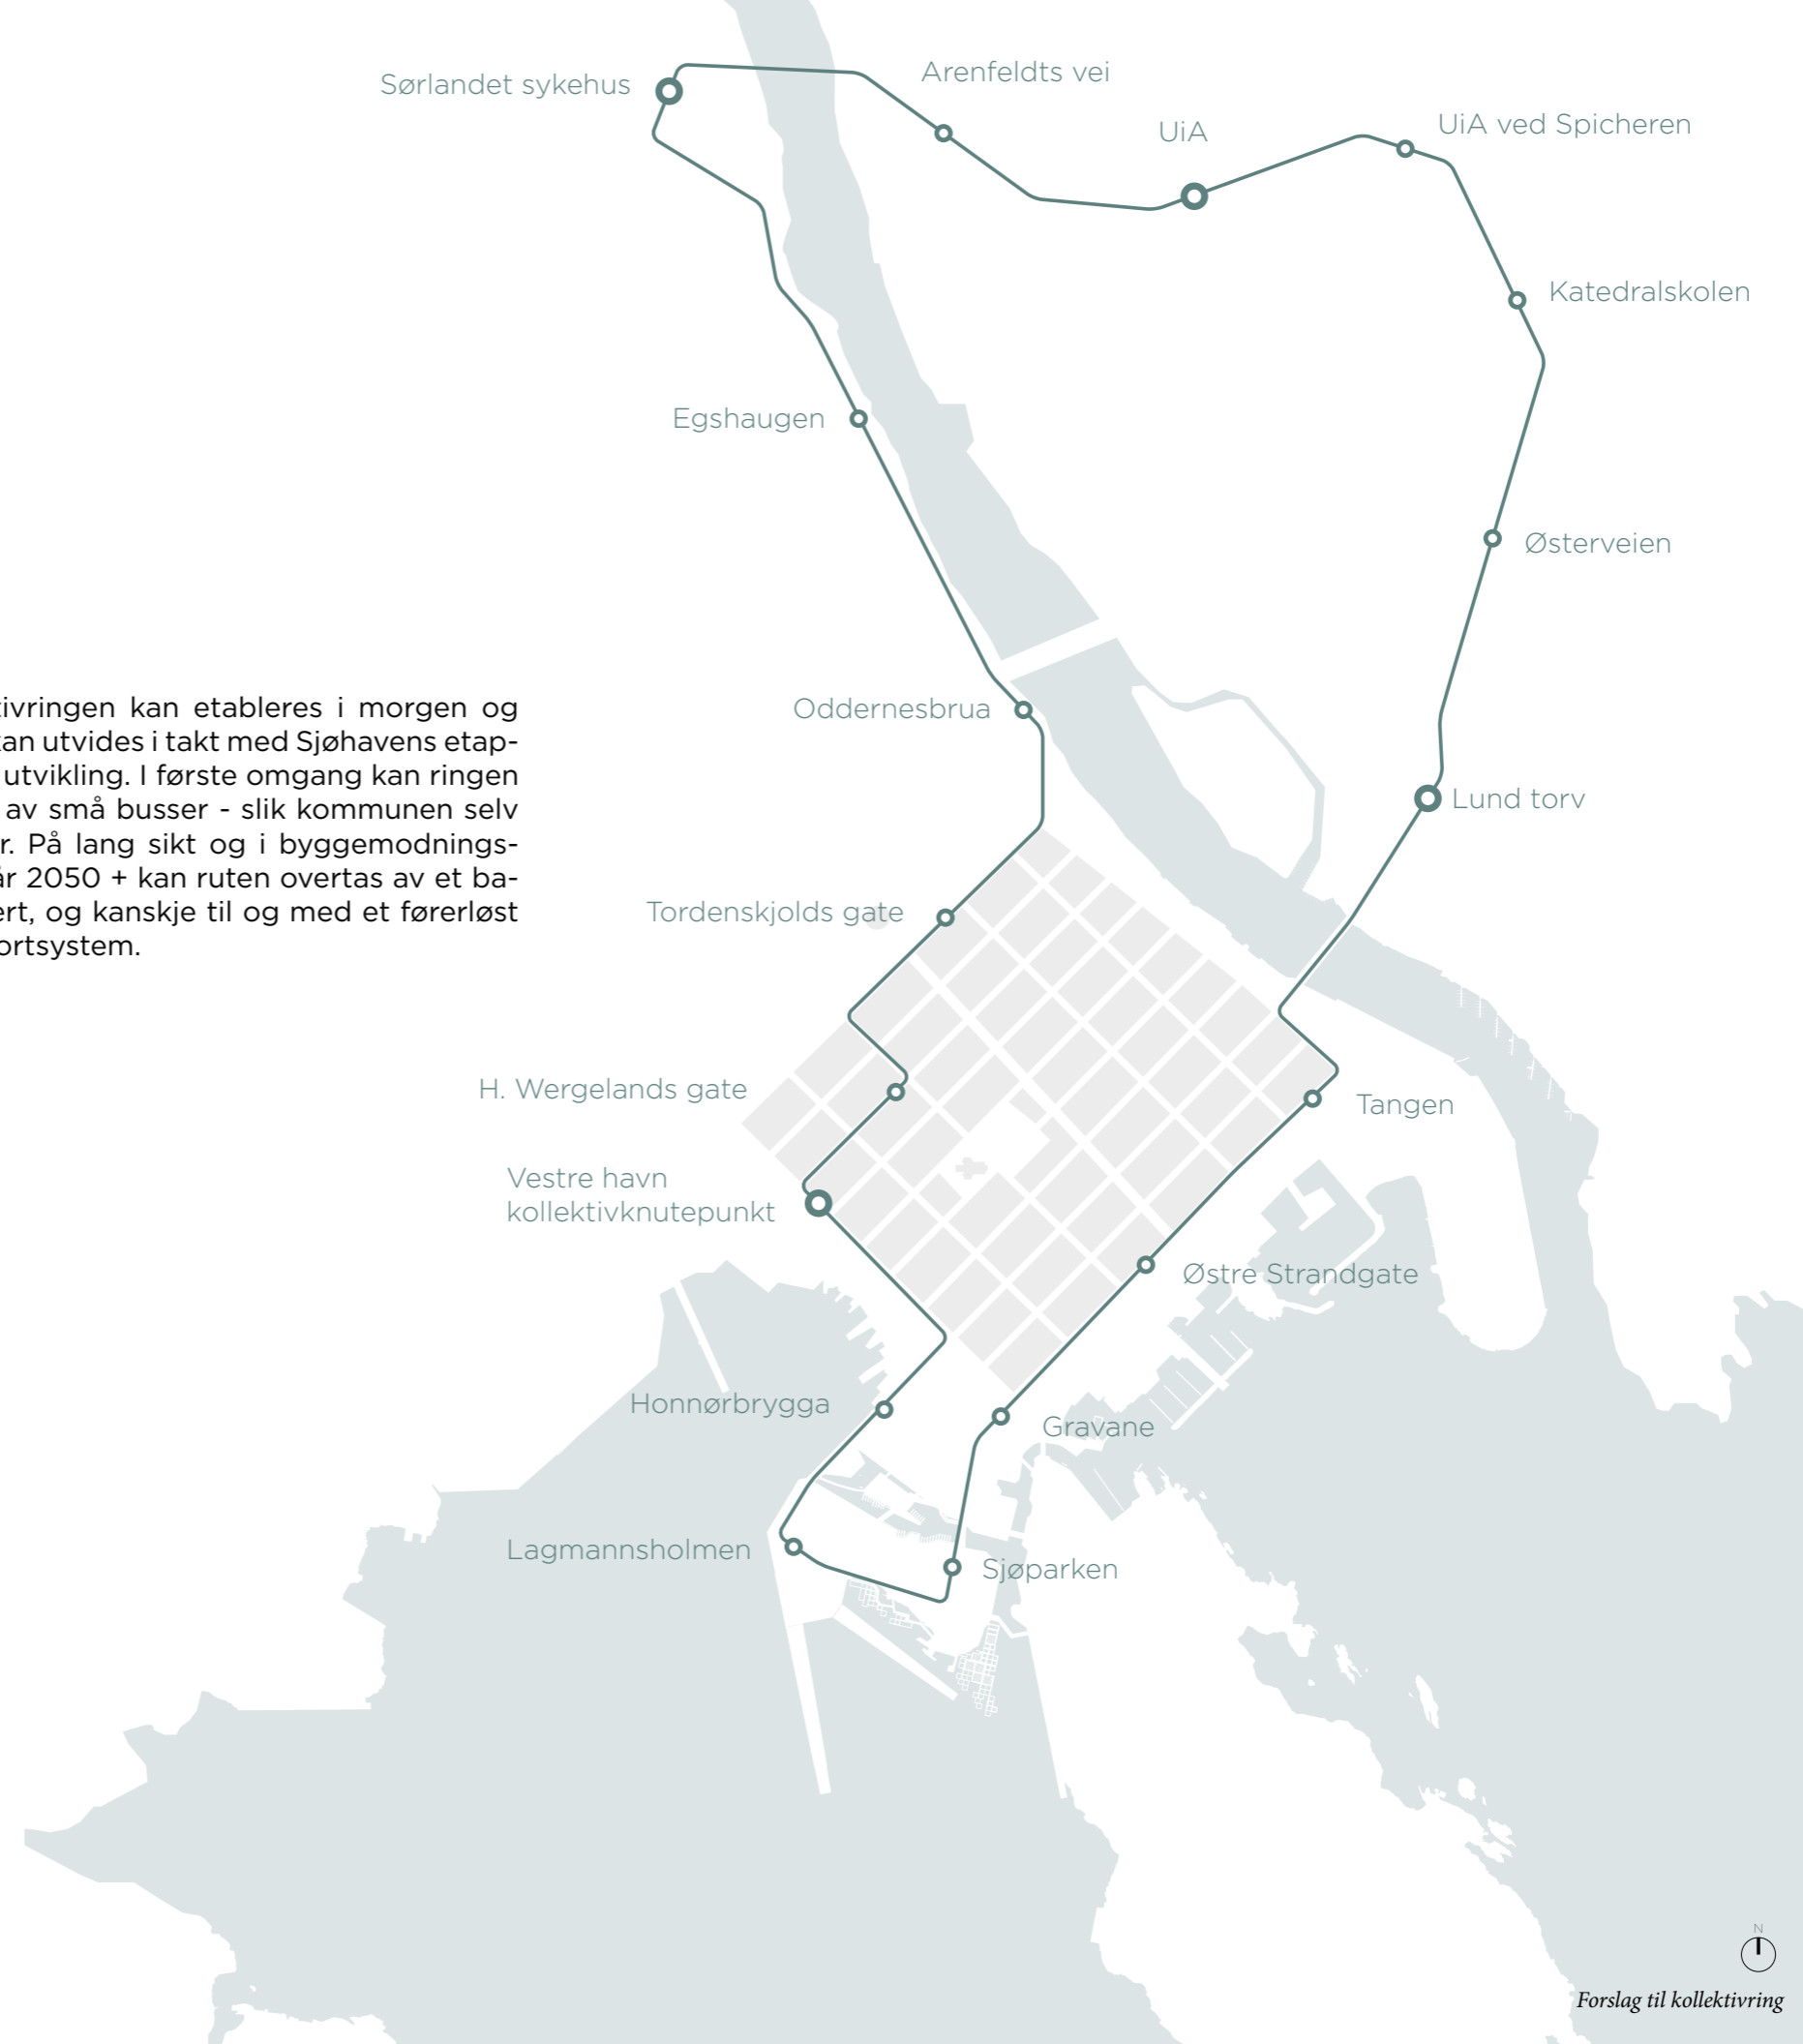 Sørlandet sykehus
Arenfeldts vei
UiA
UiA ved Spicheren
Katedralskolen
Egshaugen
Østerveien
tivringen kan etableres i morgen og
kan utvides i takt med Sjøhavens etap-
utvikling. I første omgang kan ringen
av små busser - slik kommunen selv
r. På lang sikt og i byggemodnings-
år 2050 + kan ruten overtas av et ba-
ert, og kanskje til og med et førerløst
ortsystem.
Oddernesbrua
Lund torv
Tordenskjolds gate
H. Wergelands gate
Tangen
Vestre havn
kollektivknutepunkt
Østre Strandgate
Honnørbrygga
Gravane
Lagmannsholmen
Sjøparken
N
Forslag til kollektivring